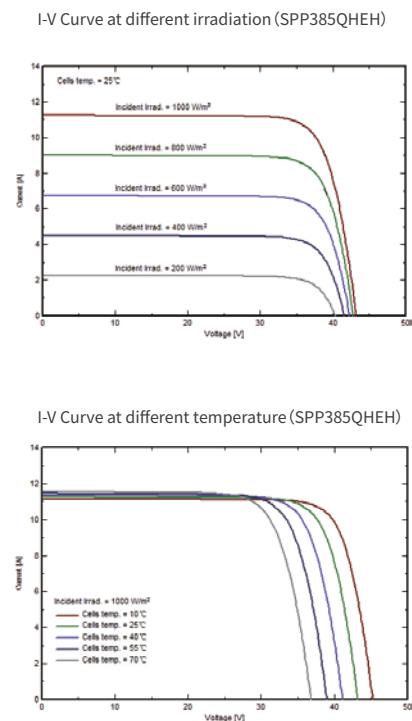 I-V Curve at different irradiation(SPP385QHEH)
14
Cells temp. = 25℃
12
Incident Irrad. = 1000 W/m²
10
Incident Irrad. = 800 W/m²
8
Incident Irrad. = 600 W/m²
6
Incident Irrad. = 400 W/m²
4
Incident Irrad. = 200 W/m²
2
0
Current [A]
0 10 20 30 40 50
Voltage [V]
I-V Curve at different temperature(SPP385QHEH)
14
12
10
8
6
4
2
0
Current [A]
Incident Irrad. = 1000 W/m²
Cells temp. = 10℃
Cells temp. = 25℃
Cells temp. = 40℃
Cells temp. = 55℃
Cells temp. = 70℃
0 10 20 30 40 50
Voltage [V]